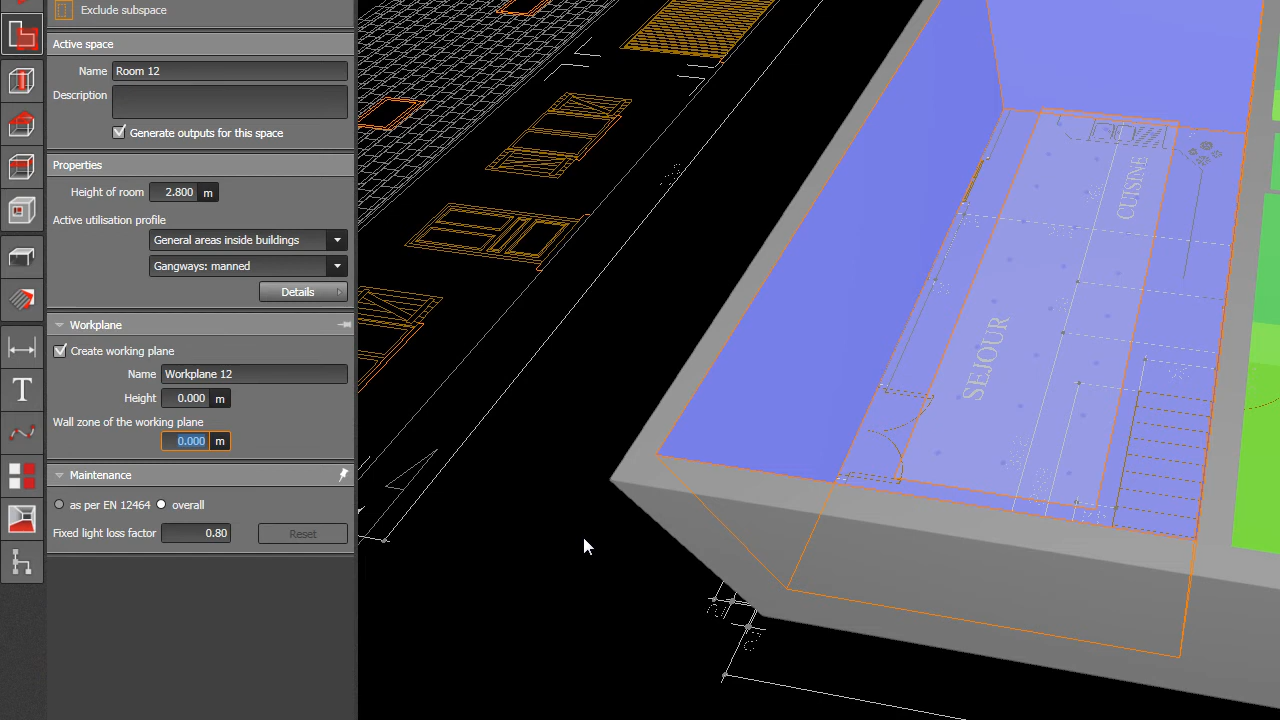 Exclude subspace
Active space
Name Room 12
Description
Generate outputs for this space
Properties
Height of room 2.800 m
Active utilisation profile
General areas inside buildings
Gangways: manned
Details
Workplane
Create working plane
Name Workplane 12
Height 0.000 m
Wall zone of the working plane
0.000 m
Maintenance
as per EN 12464 overall
Fixed light loss factor 0.80 Reset
T
CUISINE
SEJOUR